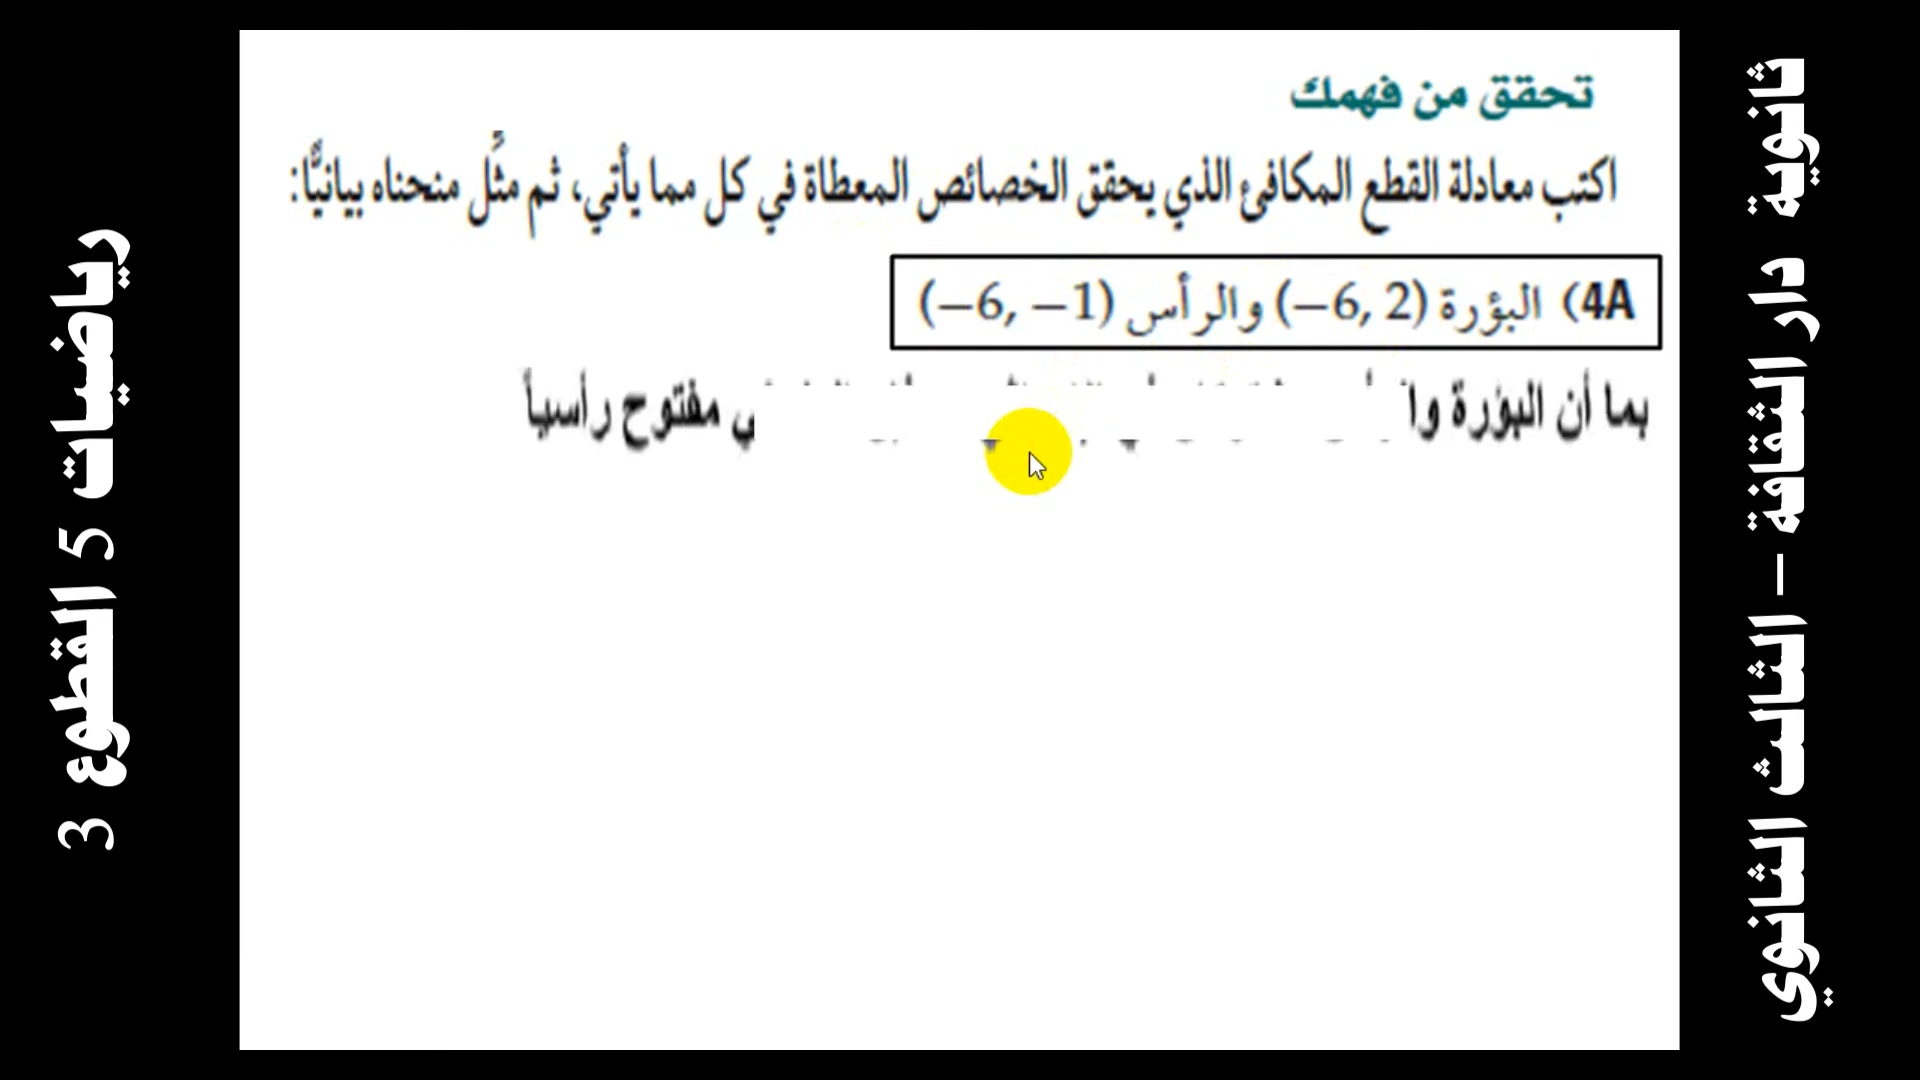 تحقق من فهمك
اكتب معادلة القطع المكافئ الذي يحقق الخصائص المعطاة في كل مما يأتي، ثم مثِّل منحناه بيانيًّا:
4A) البؤرة (−6, 2) والرأس (−6, −1)
بما أن البؤرة مفتوح رأسياً
ثانوية دار الثقافة – الثالث الثانوي
رياضيات 5 القطوع 3